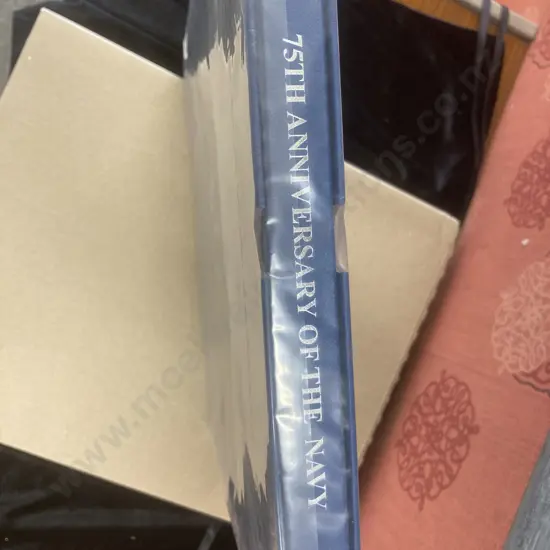 75TH ANNIVERSARY OF THE NAVY